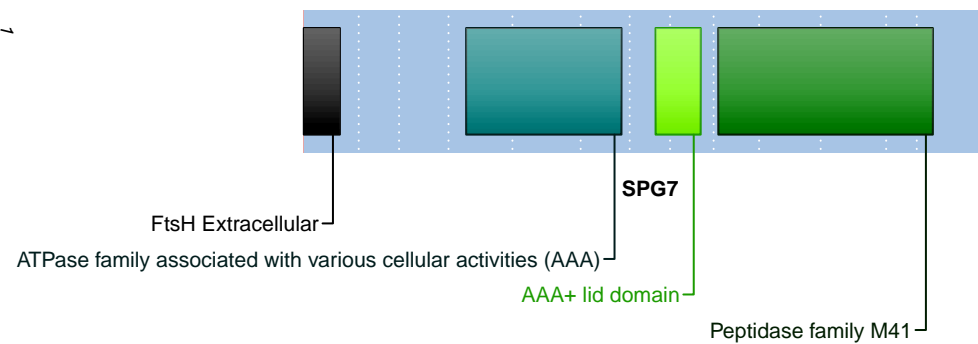 1
SPG7
FtsH Extracellular
ATPase family associated with various cellular activities (AAA)
AAA+ lid domain
Peptidase family M41